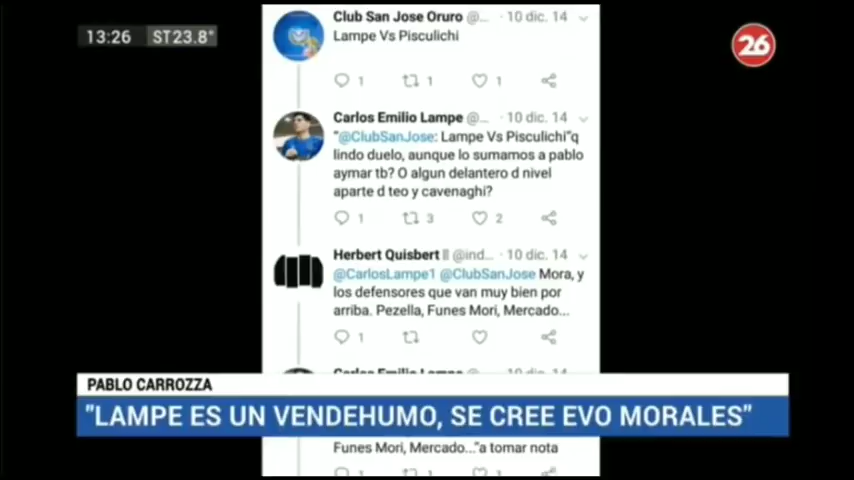 13:26 ST23.8°
26
Club San Jose Oruro @... · 10 dic. 14
Lampe Vs Pisculichi
1 1 1
Carlos Emilio Lampe @... · 10 dic. 14
"@ClubSanJose: Lampe Vs Pisculichi"q
lindo duelo, aunque lo sumamos a pablo
aymar tb? O algun delantero d nivel
aparte d teo y cavenaghi?
1 3 2
Herbert Quisbert || @ind... · 10 dic. 14
@CarlosLampe1 @ClubSanJose Mora, y
los defensores que van muy bien por
arriba. Pezella, Funes Mori, Mercado...
1
Carlos Emilio Lampe @... · 10 dic. 14
PABLO CARROZZA
"LAMPE ES UN VENDEHUMO, SE CREE EVO MORALES"
Funes Mori, Mercado..."a tomar nota
1 1 1